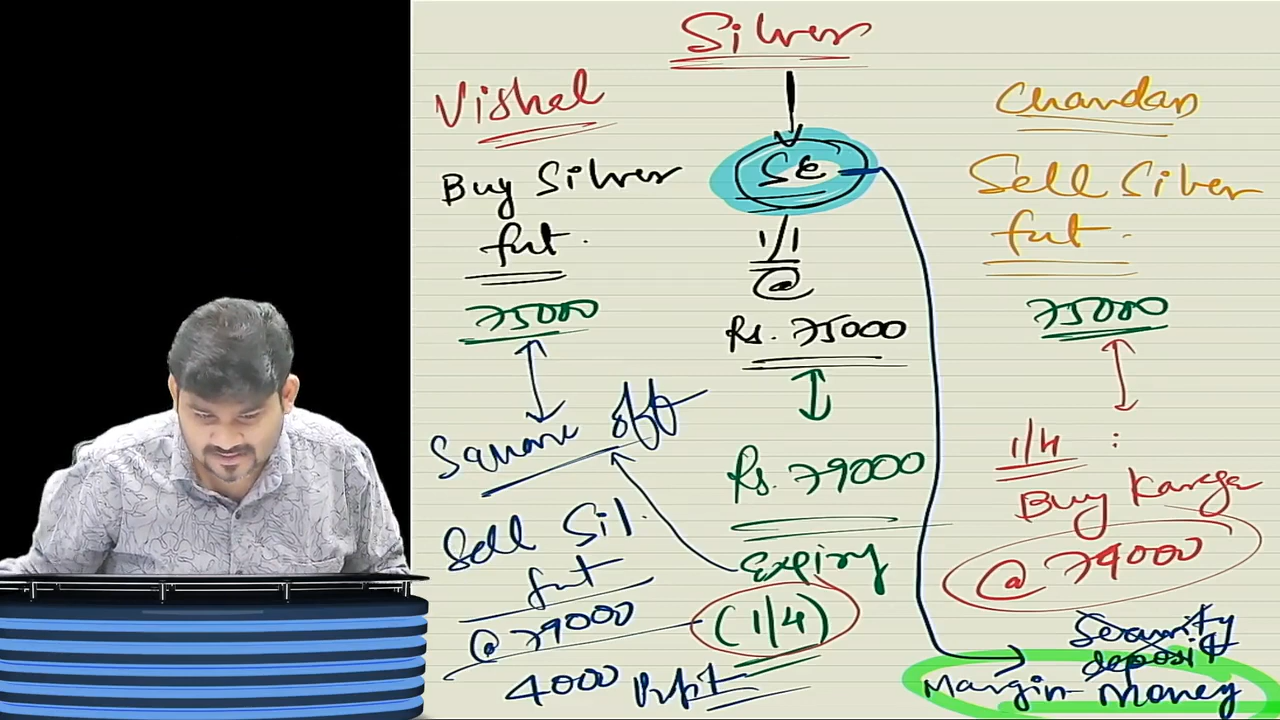 Silver
Vishal
Buy Silver
fut.
75000
Square off
Sell Sil.
fut
@ 79000
4000 Profit
SE
1/1
@
Rs. 75000
Rs. 79000
Expiry
(1/4)
Chandan
Sell Silver
fut.
75000
1/4 :
Buy Karega
@ 79000
Security
deposit
Margin Money